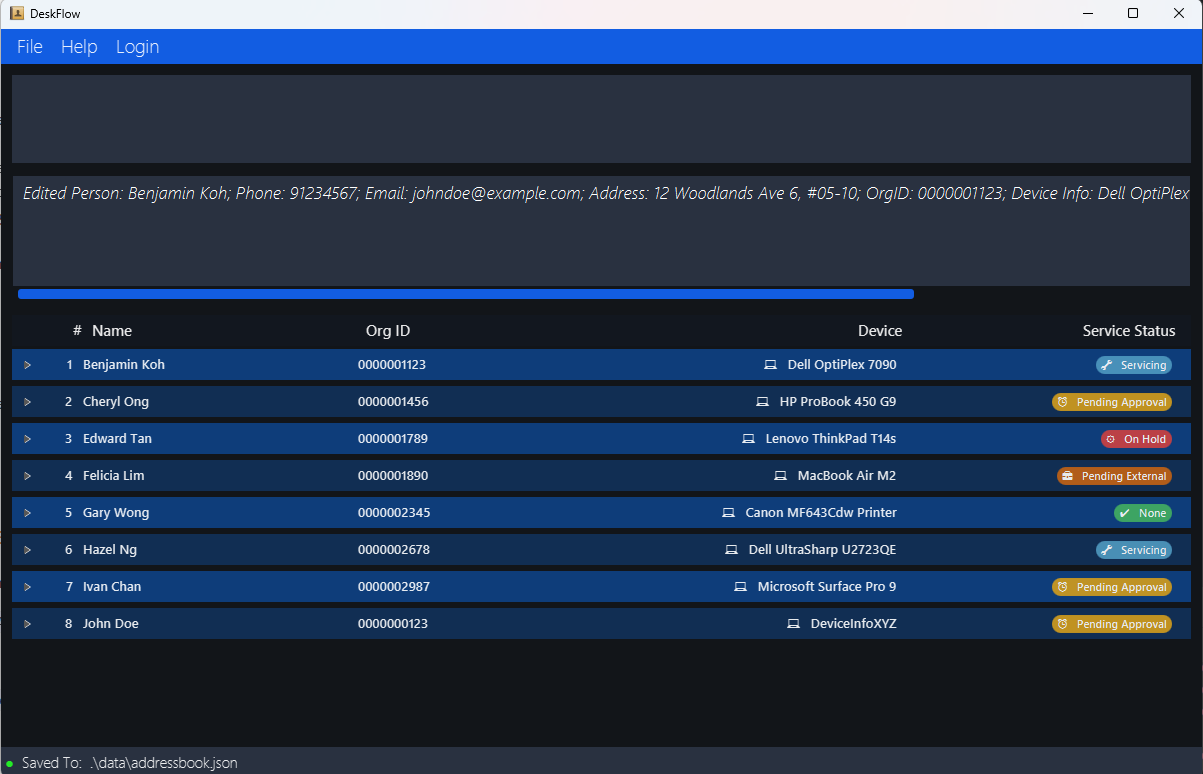 DeskFlow
File Help Login
Edited Person: Benjamin Koh; Phone: 91234567; Email: johndoe@example.com; Address: 12 Woodlands Ave 6, #05-10; OrgID: 0000001123; Device Info: Dell OptiPlex
# Name Org ID Device Service Status
1 Benjamin Koh 0000001123 Dell OptiPlex 7090 Servicing
2 Cheryl Ong 0000001456 HP ProBook 450 G9 Pending Approval
3 Edward Tan 0000001789 Lenovo ThinkPad T14s On Hold
4 Felicia Lim 0000001890 MacBook Air M2 Pending External
5 Gary Wong 0000002345 Canon MF643Cdw Printer None
6 Hazel Ng 0000002678 Dell UltraSharp U2723QE Servicing
7 Ivan Chan 0000002987 Microsoft Surface Pro 9 Pending Approval
8 John Doe 0000000123 DeviceInfoXYZ Pending Approval
Saved To: .\data\addressbook.json